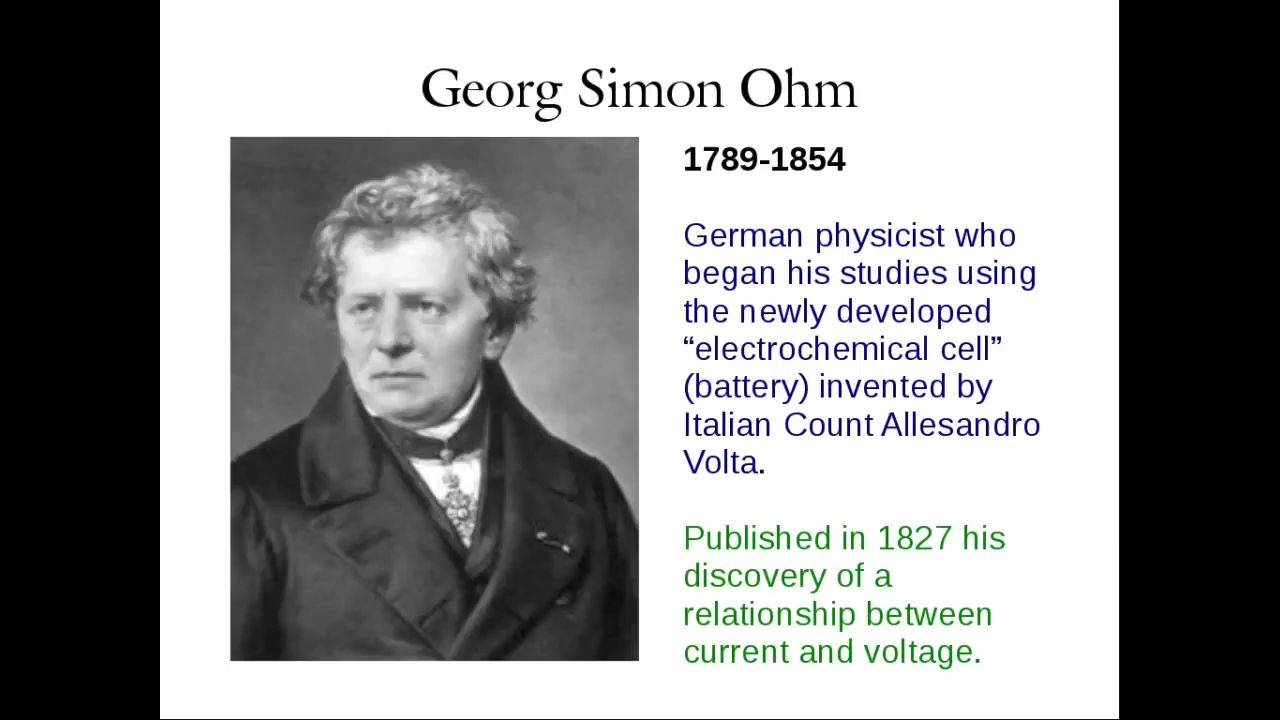 Georg Simon Ohm
1789-1854
German physicist who
began his studies using
the newly developed
“electrochemical cell”
(battery) invented by
Italian Count Allesandro
Volta.
Published in 1827 his
discovery of a
relationship between
current and voltage.